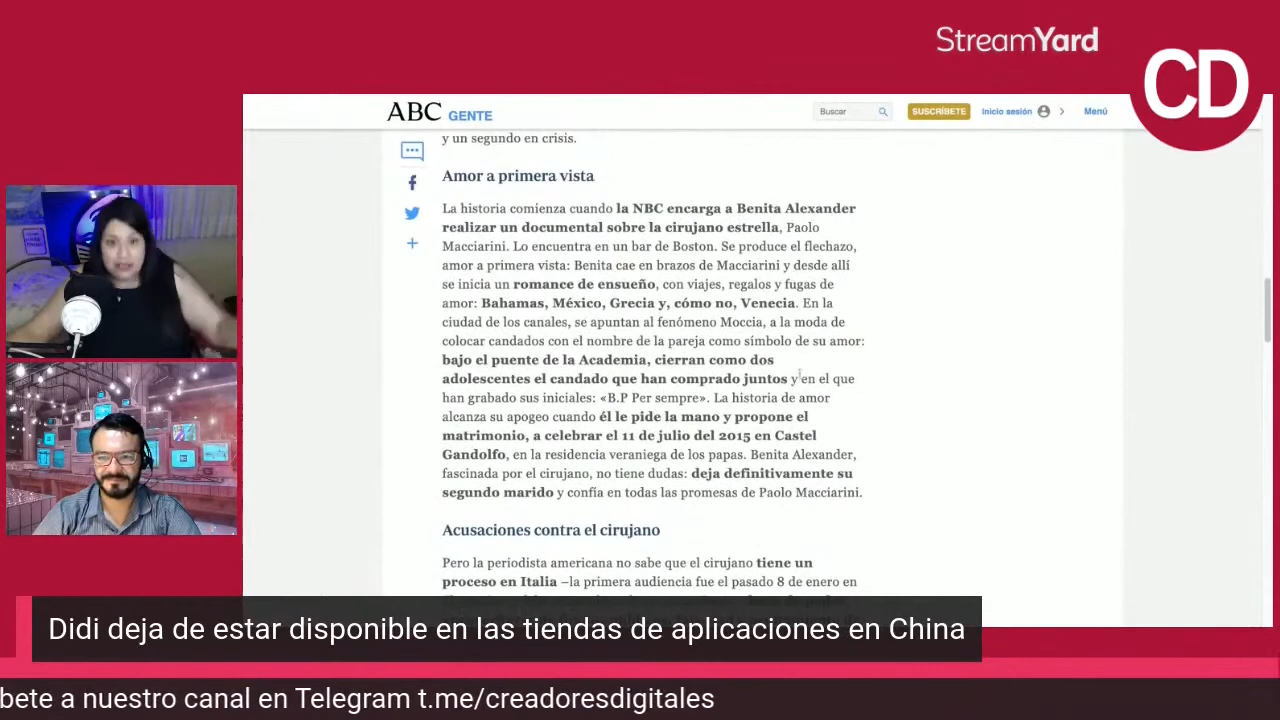 StreamYard
CD
ABC GENTE
Buscar
SUSCRÍBETE
Inicio sesión
Menú
y un segundo en crisis.
Amor a primera vista
La historia comienza cuando la NBC encarga a Benita Alexander
realizar un documental sobre la cirujano estrella, Paolo
Macciarini. Lo encuentra en un bar de Boston. Se produce el flechazo,
amor a primera vista: Benita cae en brazos de Macciarini y desde allí
se inicia un romance de ensueño, con viajes, regalos y fugas de
amor: Bahamas, México, Grecia y, cómo no, Venecia. En la
ciudad de los canales, se apuntan al fenómeno Moccia, a la moda de
colocar candados con el nombre de la pareja como símbolo de su amor:
bajo el puente de la Academia, cierran como dos
adolescentes el candado que han comprado juntos y en el que
han grabado sus iniciales: «B.P Per sempre». La historia de amor
alcanza su apogeo cuando él le pide la mano y propone el
matrimonio, a celebrar el 11 de julio del 2015 en Castel
Gandolfo, en la residencia veraniega de los papas. Benita Alexander,
fascinada por el cirujano, no tiene dudas: deja definitivamente su
segundo marido y confía en todas las promesas de Paolo Macciarini.
Acusaciones contra el cirujano
Pero la periodista americana no sabe que el cirujano tiene un
proceso en Italia –la primera audiencia fue el pasado 8 de enero en
Didi deja de estar disponible en las tiendas de aplicaciones en China
bete a nuestro canal en Telegram t.me/creadoresdigitales